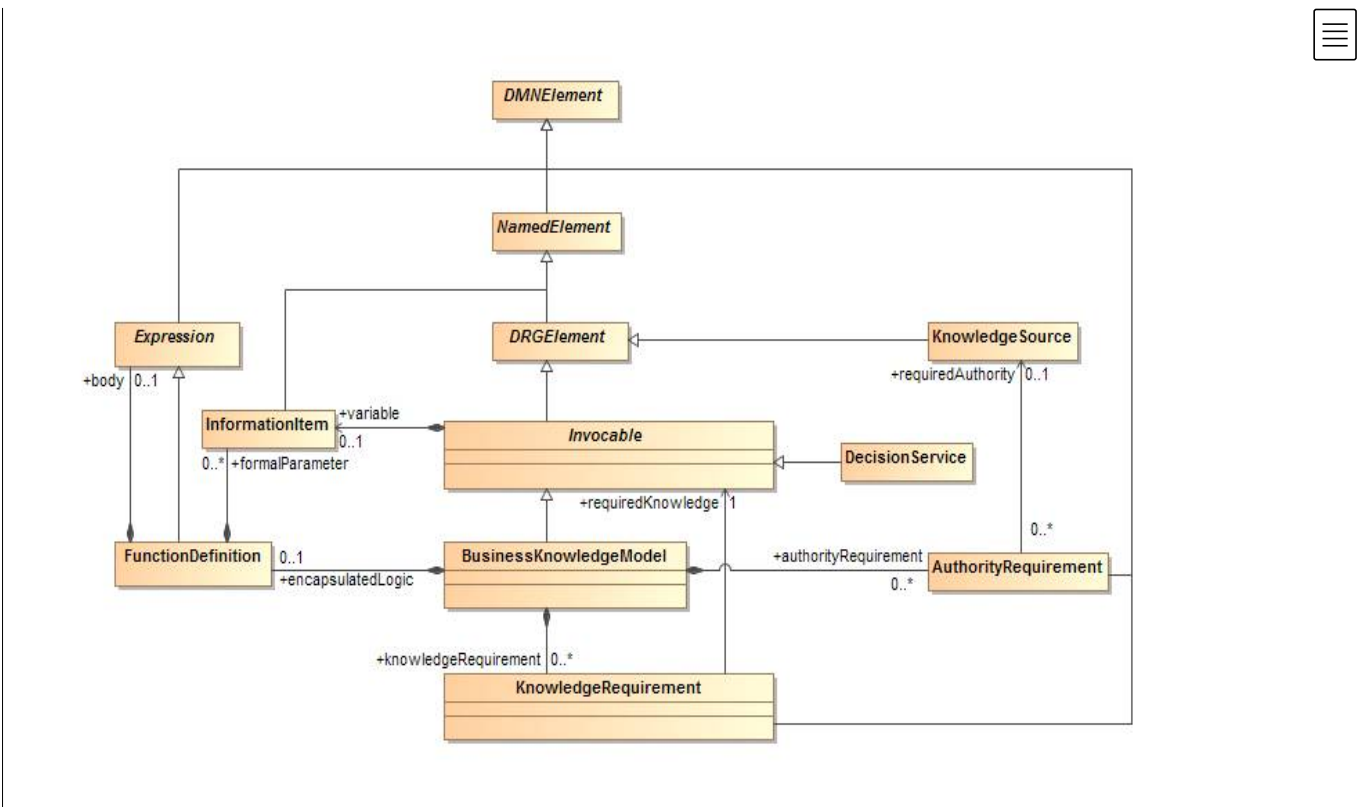 DMNElement
NamedElement
Expression
DRGElement
KnowledgeSource
+body 0..1
+requiredAuthority 0..1
InformationItem
+variable
0..1
Invocable
0..* +formalParameter
DecisionService
+requiredKnowledge 1
0..*
FunctionDefinition
0..1
+encapsulatedLogic
BusinessKnowledgeModel
+authorityRequirement
0..*
AuthorityRequirement
+knowledgeRequirement 0..*
KnowledgeRequirement